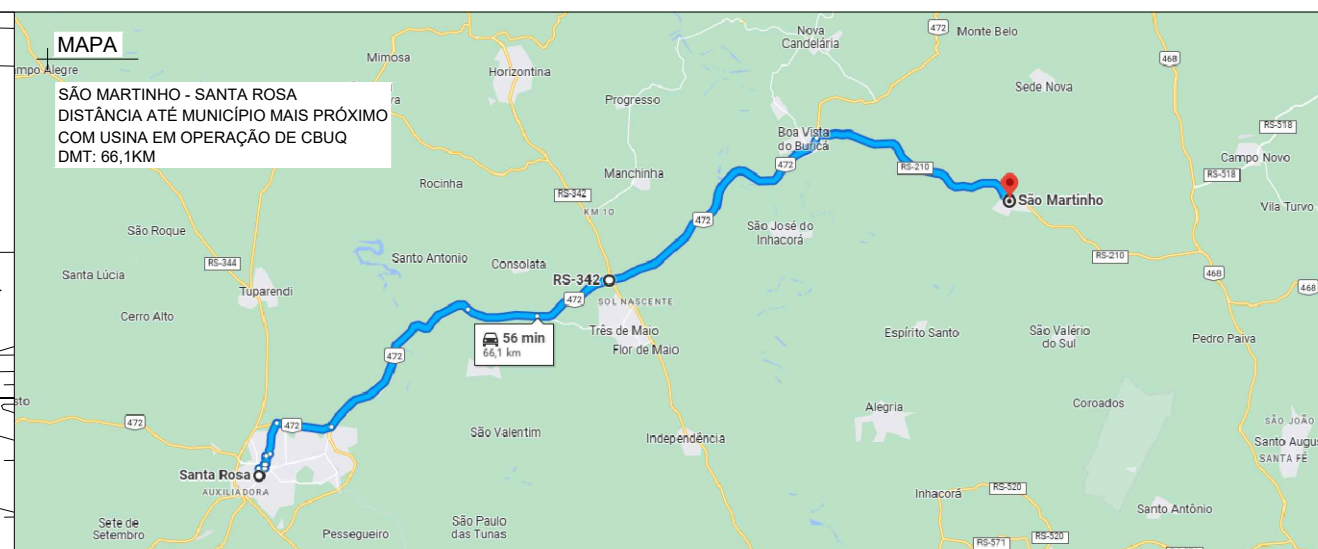 MAPA
SÃO MARTINHO - SANTA ROSA
DISTÂNCIA ATÉ MUNICÍPIO MAIS PRÓXIMO
COM USINA EM OPERAÇÃO DE CBUQ
DMT: 66,1KM
Nova
Candelária
472
Monte Belo
Mimosa
468
Horizontina
Sede Nova
Progresso
RS-518
Boa Vista
do Buricá
472
RS-210
Campo Novo
RS-518
Manchinha
Rocinha
RS-342
KM 10
São Martinho
Vila Turvo
472
São José do
Inhacorá
São Roque
Santo Antonio
Consolata
RS-344
RS-210
Santa Lúcia
RS-342
468
468
Tuparendi
472
SOL NASCENTE
Cerro Alto
Três de Maio
Espírito Santo
São Valério
do Sul
Pedro Paiva
56 min
66,1 km
Flor de Maio
472
Coroados
Alegria
472
472
SÃO JOÃO
São Valentim
Independência
Santo Augus
SANTA FÉ
Santa Rosa
AUXILIADORA
Inhacorá
RS-520
Santo Antônio
Sete de
Setembro
Pessegueiro
São Paulo
das Tunas
RS-571
RS-520